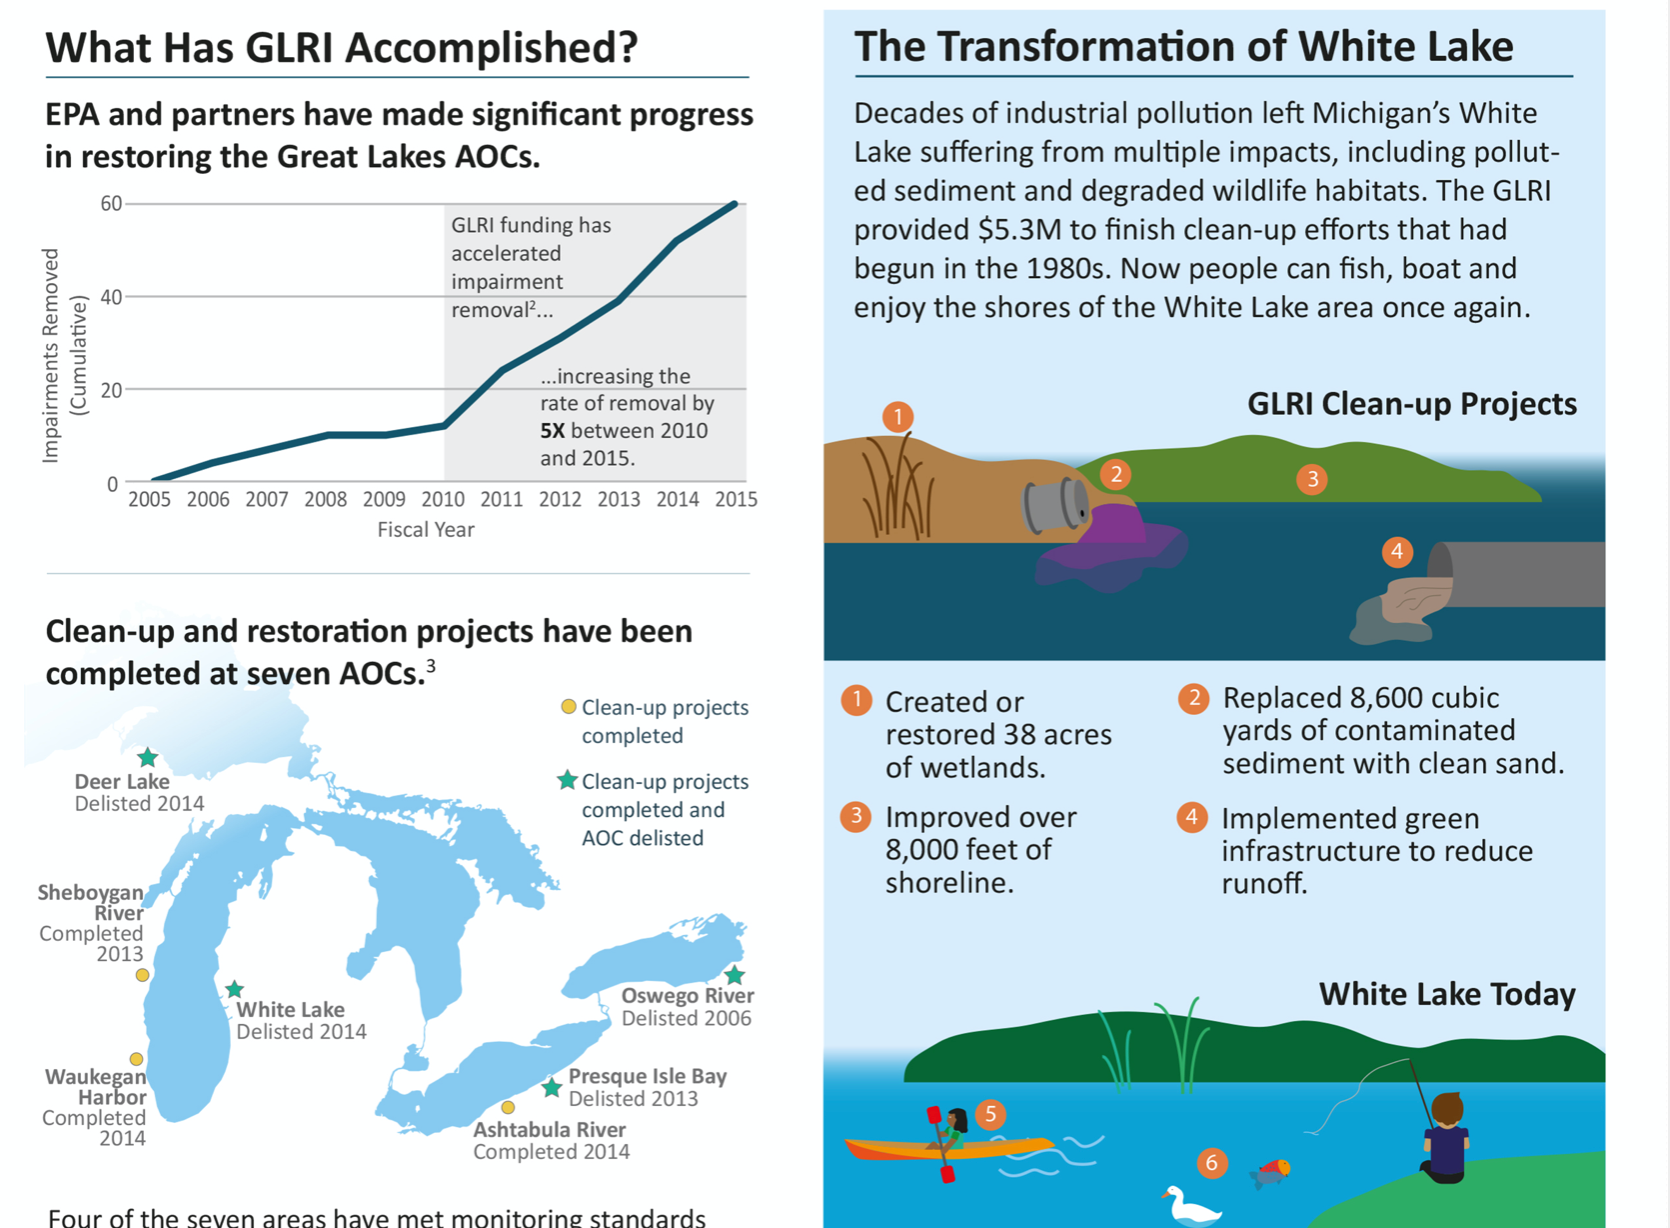 What Has GLRI Accomplished?
EPA and partners have made significant progress
in restoring the Great Lakes AOCs.
Impairments Removed
(Cumulative)
60
40
20
0
GLRI funding has
accelerated
impairment
removal²...
...increasing the
rate of removal by
5X between 2010
and 2015.
2005 2006 2007 2008 2009 2010 2011 2012 2013 2014 2015
Fiscal Year
Clean-up and restoration projects have been
completed at seven AOCs.³
Clean-up projects
completed
Clean-up projects
completed and
AOC delisted
Deer Lake
Delisted 2014
Sheboygan
River
Completed
2013
White Lake
Delisted 2014
Waukegan
Harbor
Completed
2014
Oswego River
Delisted 2006
Presque Isle Bay
Delisted 2013
Ashtabula River
Completed 2014
Four of the seven areas have met monitoring standards
The Transformation of White Lake
Decades of industrial pollution left Michigan’s White
Lake suffering from multiple impacts, including pollut-
ed sediment and degraded wildlife habitats. The GLRI
provided $5.3M to finish clean-up efforts that had
begun in the 1980s. Now people can fish, boat and
enjoy the shores of the White Lake area once again.
GLRI Clean-up Projects
1
2
3
4
1 Created or
restored 38 acres
of wetlands.
2 Replaced 8,600 cubic
yards of contaminated
sediment with clean sand.
3 Improved over
8,000 feet of
shoreline.
4 Implemented green
infrastructure to reduce
runoff.
White Lake Today
5
6